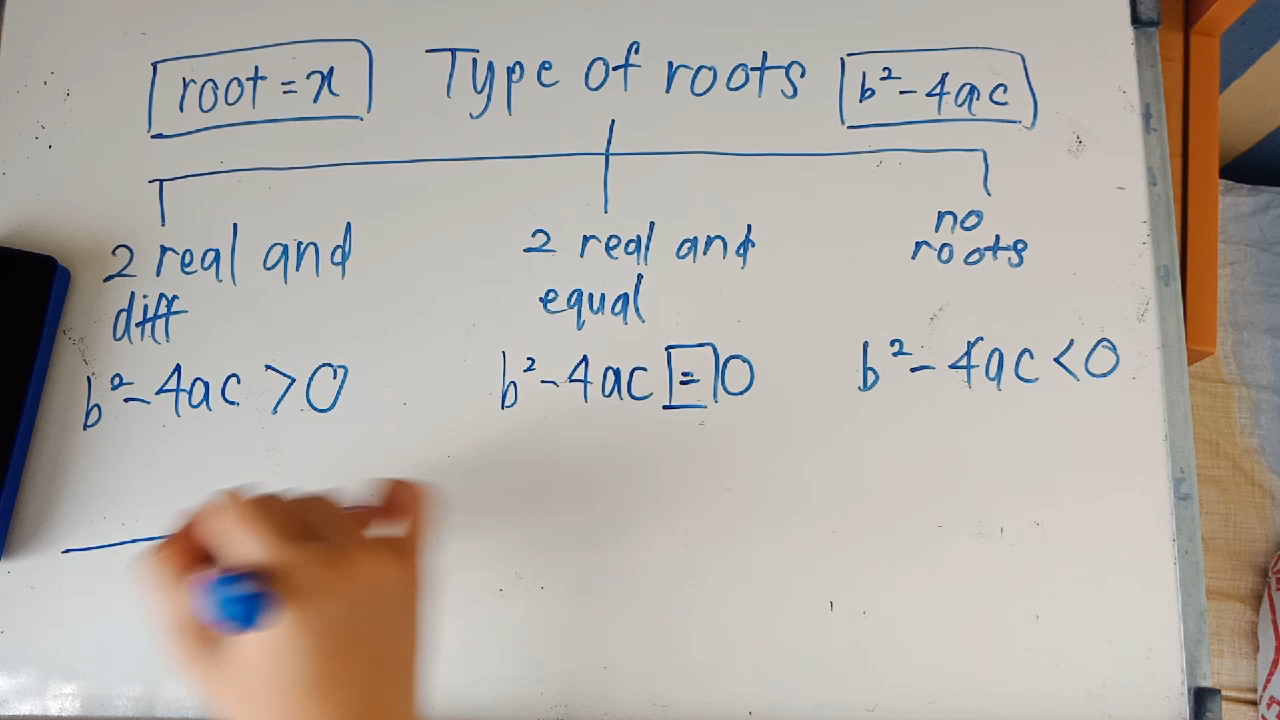 root = x
Type of roots
b² - 4ac
2 real and
diff
b² - 4ac > 0
2 real and
equal
b² - 4ac = 0
no
roots
b² - 4ac < 0